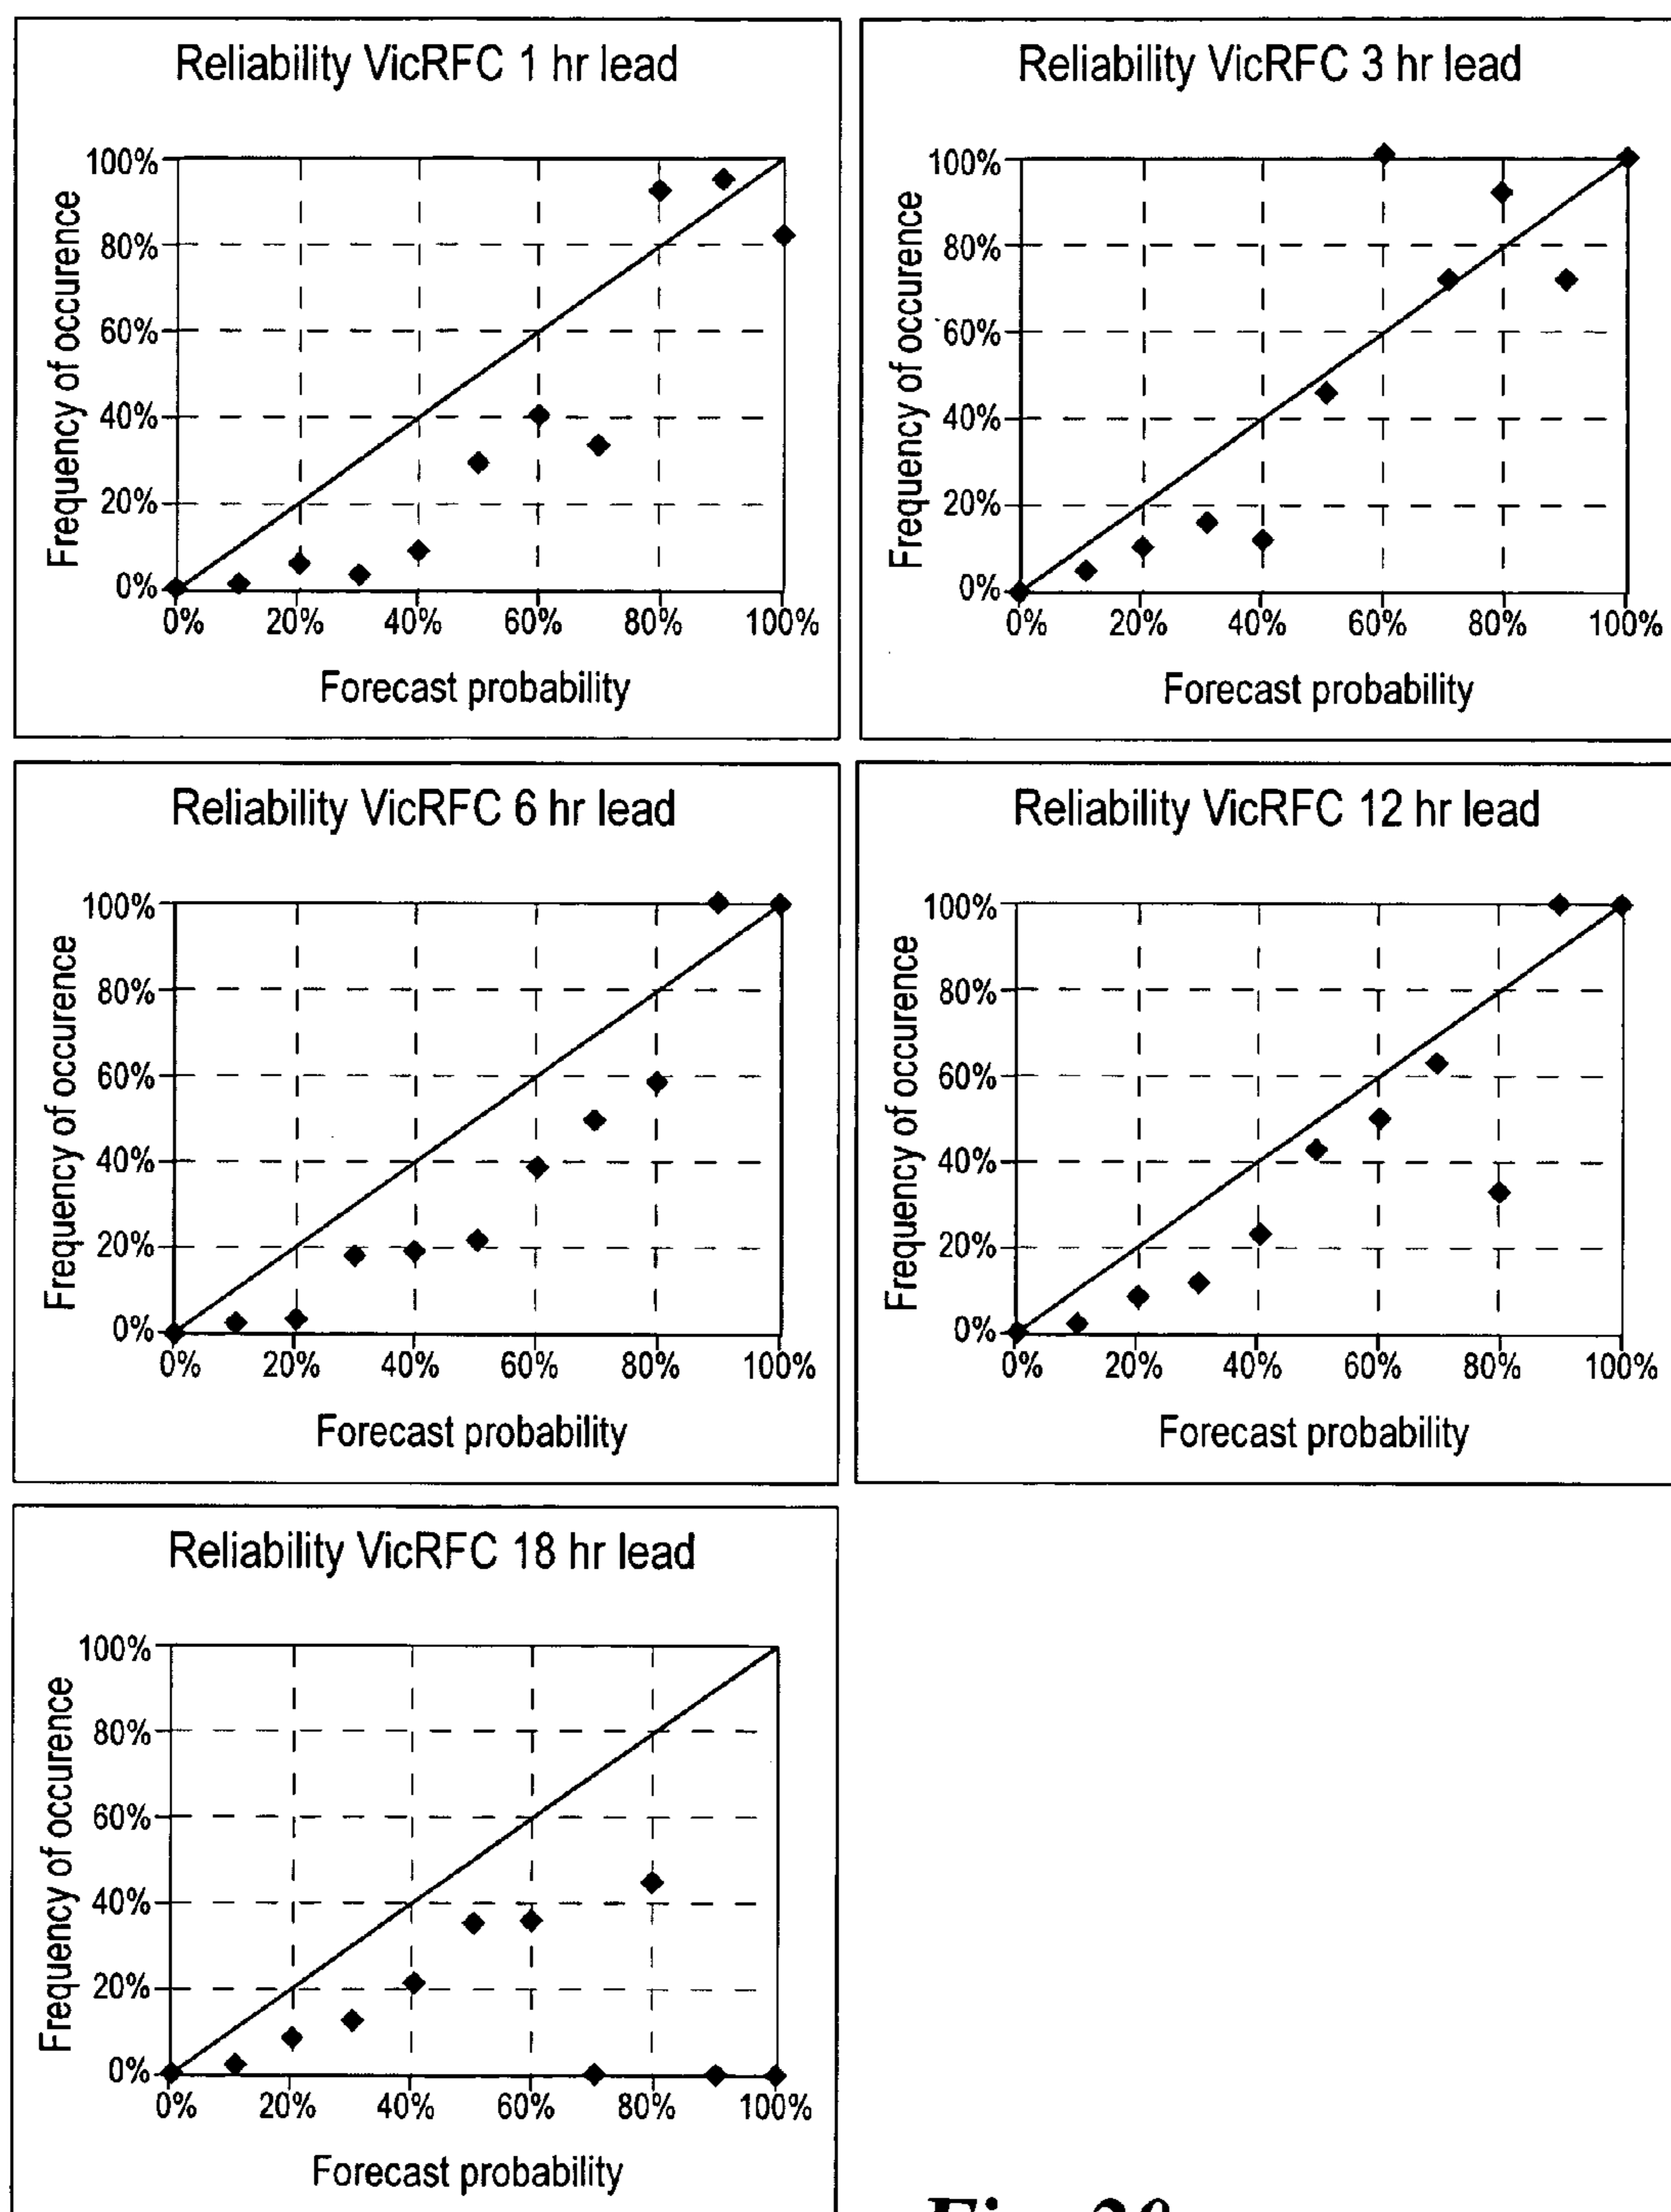 Reliability VicRFC 1 hr lead
Frequency of occurence
100%
80%
60%
40%
20%
0%
0% 20% 40% 60% 80% 100%
Forecast probability
Reliability VicRFC 3 hr lead
Frequency of occurence
100%
80%
60%
40%
20%
0%
0% 20% 40% 60% 80% 100%
Forecast probability
Reliability VicRFC 6 hr lead
Frequency of occurence
100%
80%
60%
40%
20%
0%
0% 20% 40% 60% 80% 100%
Forecast probability
Reliability VicRFC 12 hr lead
Frequency of occurence
100%
80%
60%
40%
20%
0%
0% 20% 40% 60% 80% 100%
Forecast probability
Reliability VicRFC 18 hr lead
Frequency of occurence
100%
80%
60%
40%
20%
0%
0% 20% 40% 60% 80% 100%
Forecast probability